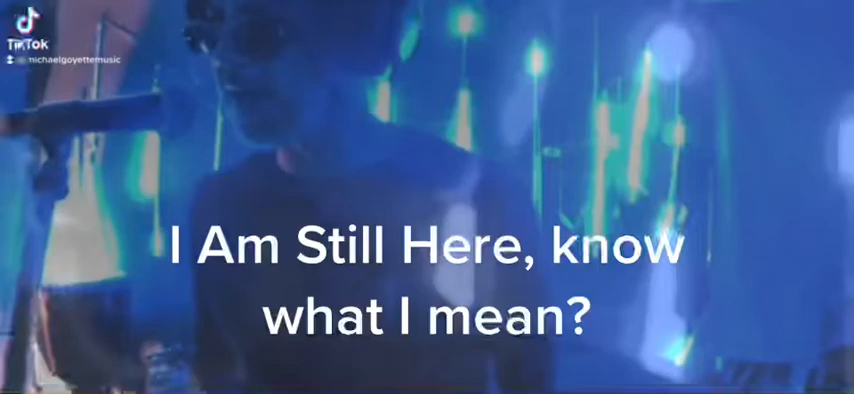 TikTok
michaelgoyettemusic
I Am Still Here, know
what I mean?